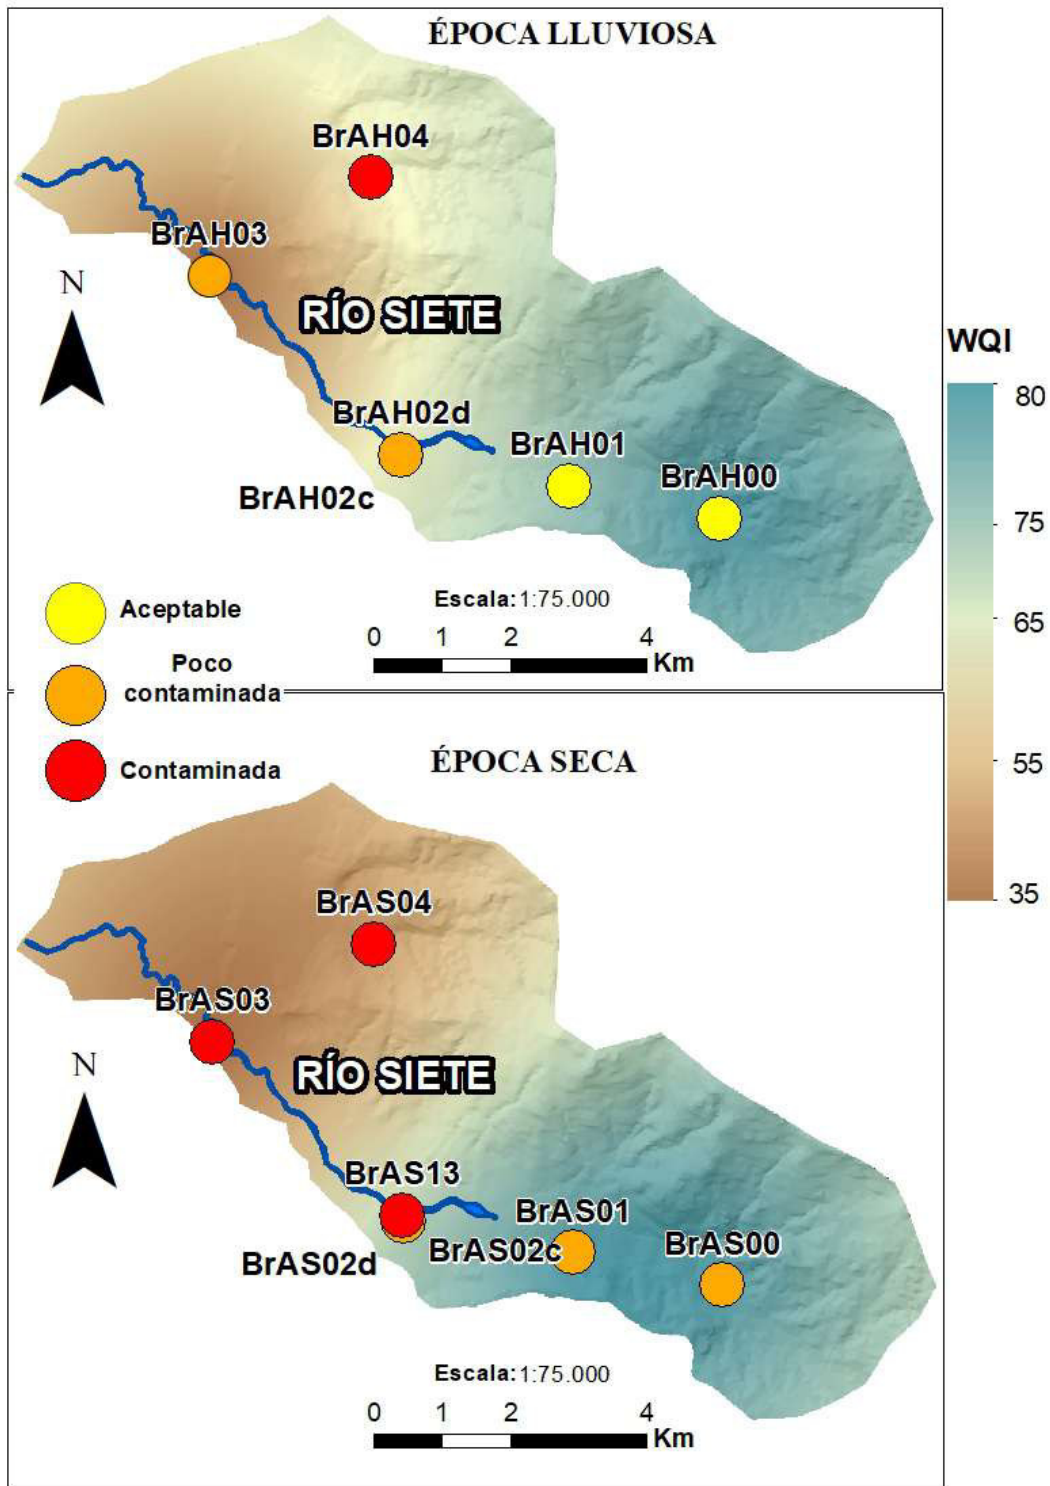 ÉPOCA LLUVIOSA
BrAH04
BrAH03
N
RÍO SIETE
WQI
80
BrAH02d
BrAH01
BrAH00
BrAH02c
75
Escala:1:75.000
65
Aceptable
0 1 2 4
Km
Poco
contaminada
ÉPOCA SECA
55
Contaminada
35
BrAS04
BrAS03
N
RÍO SIETE
BrAS13
BrAS01
BrAS02c
BrAS00
BrAS02d
Escala:1:75.000
0 1 2 4
Km